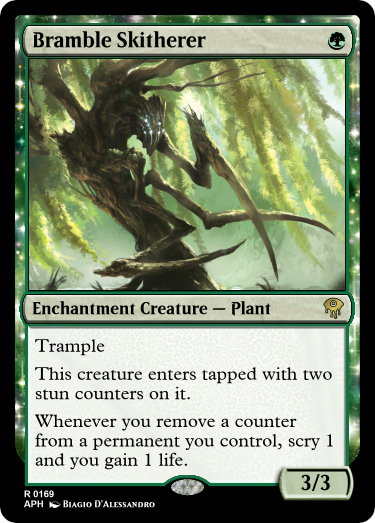 Bramble Skitherer
Enchantment Creature — Plant
Trample
This creature enters tapped with two
stun counters on it.
Whenever you remove a counter
from a permanent you control, scry 1
and you gain 1 life.
3/3
R 0169
APH Biagio D'Alessandro